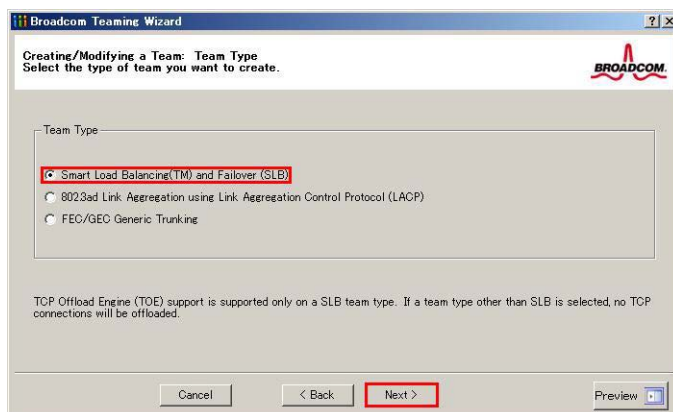 Broadcom Teaming Wizard
Creating/Modifying a Team: Team Type
Select the type of team you want to create.
BROADCOM.
Team Type
Smart Load Balancing(TM) and Failover (SLB)
802.3ad Link Aggregation using Link Aggregation Control Protocol (LACP)
FEC/GEC Generic Trunking
TCP Offload Engine (TOE) support is supported only on a SLB team type. If a team type other than SLB is selected, no TCP
connections will be offloaded.
Cancel
< Back
Next >
Preview